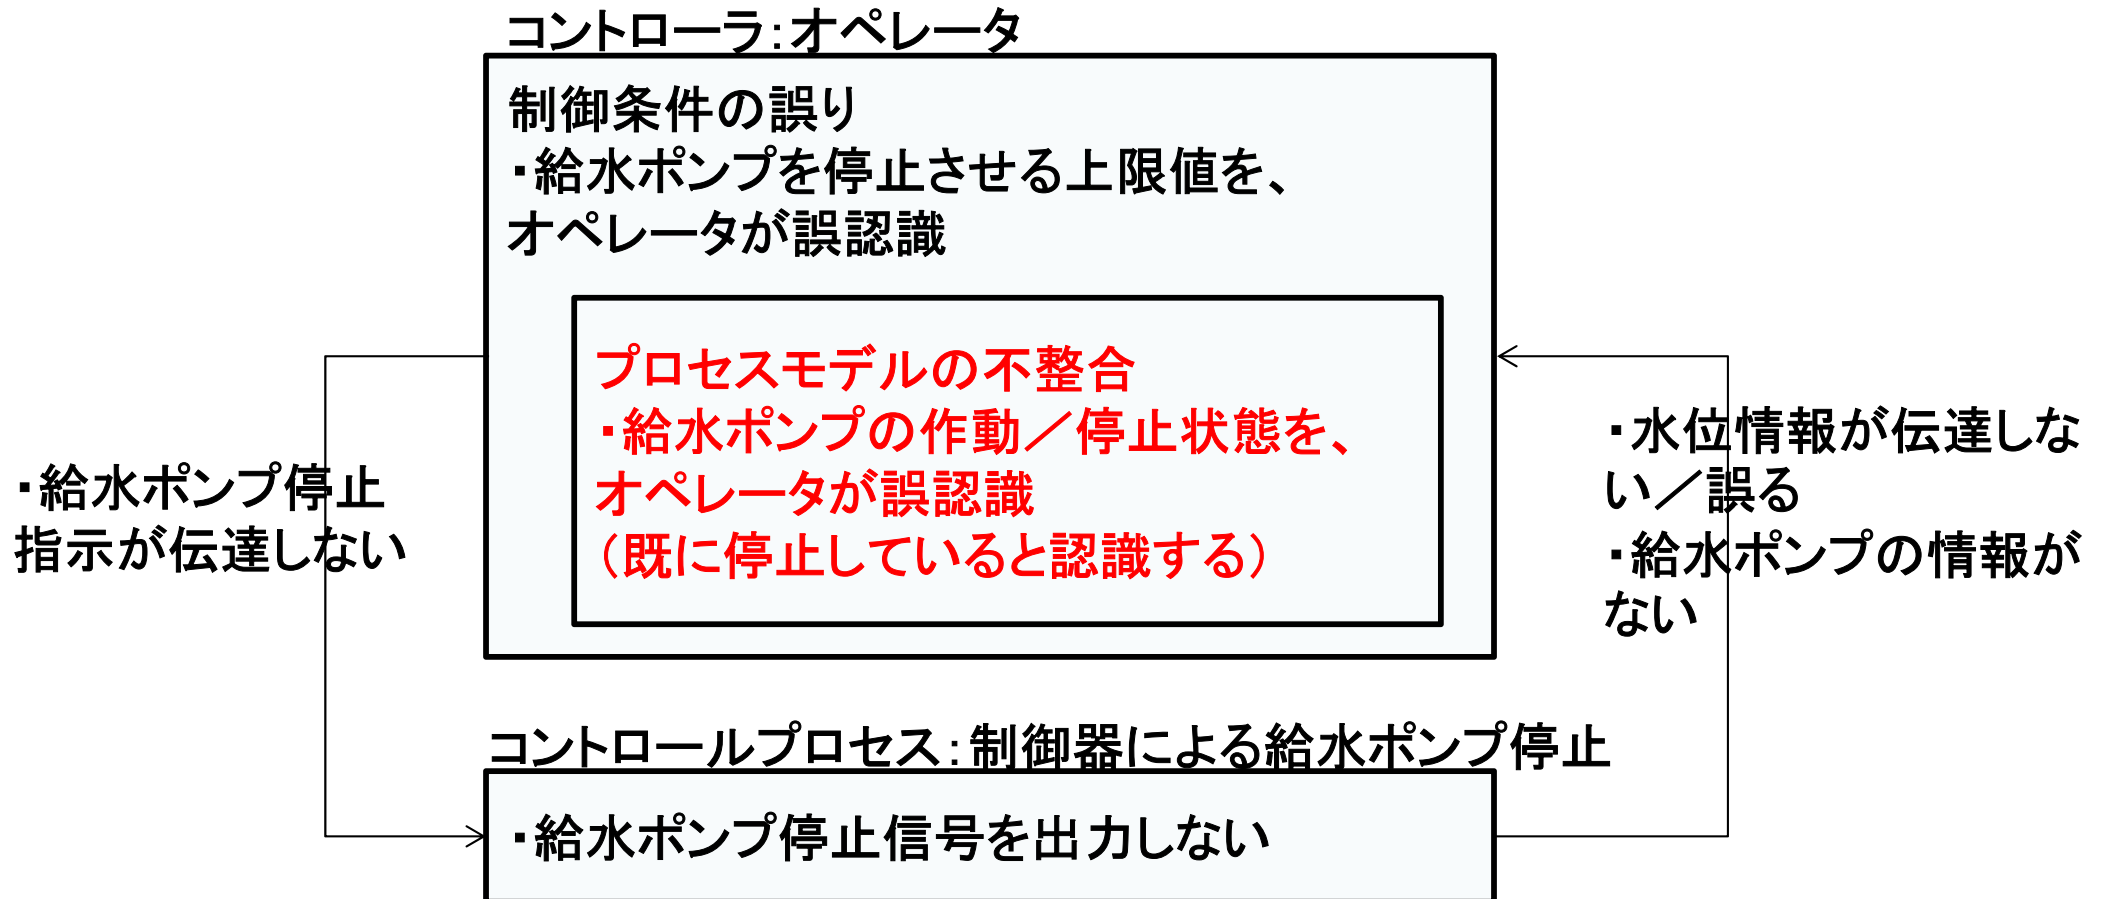 コントローラ：オペレータ
制御条件の誤り
・給水ポンプを停止させる上限値を、
オペレータが誤認識
プロセスモデルの不整合
・給水ポンプの作動／停止状態を、
オペレータが誤認識
（既に停止していると認識する）
・給水ポンプ停止
指示が伝達しない
・水位情報が伝達しな
い／誤る
・給水ポンプの情報が
ない
コントロールプロセス：制御器による給水ポンプ停止
・給水ポンプ停止信号を出力しない